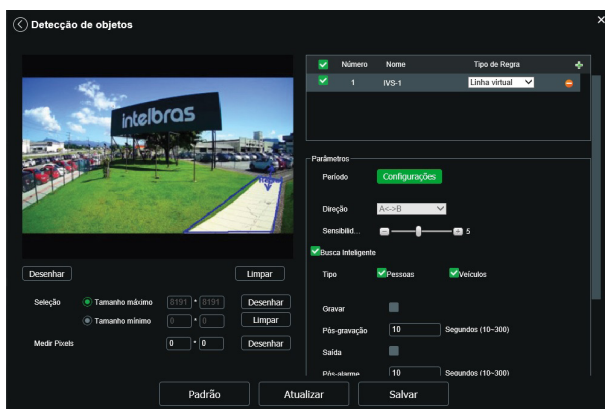 Detecção de objetos
×
Número Nome Tipo de Regra
1 IVS-1 Linha virtual
intelbras
Desenhar Limpar
Seleção Tamanho máximo 8191 * 8191 Desenhar
Tamanho mínimo 0 * 0 Limpar
Medir Pixels 0 * 0 Desenhar
Parâmetros
Período Configurações
Direção A<->B
Sensibilid... 5
Busca Inteligente
Tipo Pessoas Veículos
Gravar
Pós-gravação 10 Segundos (10~300)
Saída
Pós-alarme 10 Segundos (10~300)
Padrão Atualizar Salvar